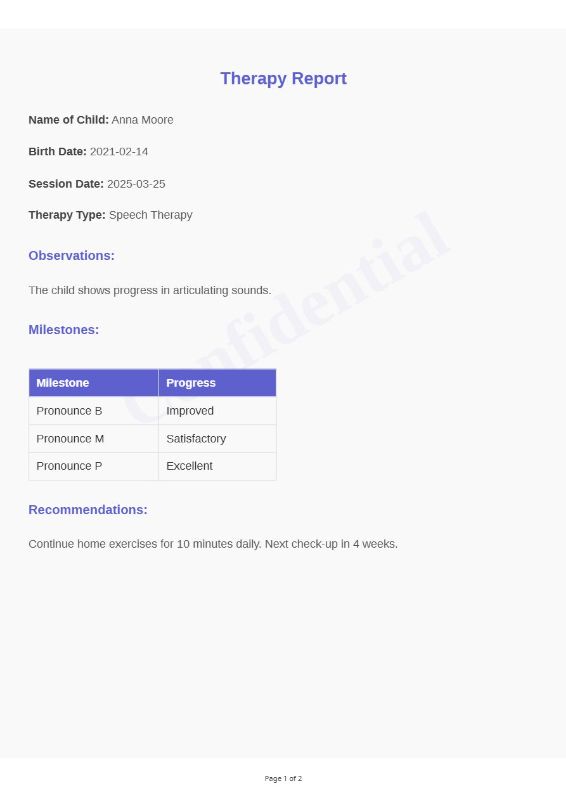 Therapy Report
Name of Child: Anna Moore
Birth Date: 2021-02-14
Session Date: 2025-03-25
Therapy Type: Speech Therapy
Observations:
The child shows progress in articulating sounds.
Confidential
Milestones:
Milestone Progress
Pronounce B Improved
Pronounce M Satisfactory
Pronounce P Excellent
Recommendations:
Continue home exercises for 10 minutes daily. Next check-up in 4 weeks.
Page 1 of 2